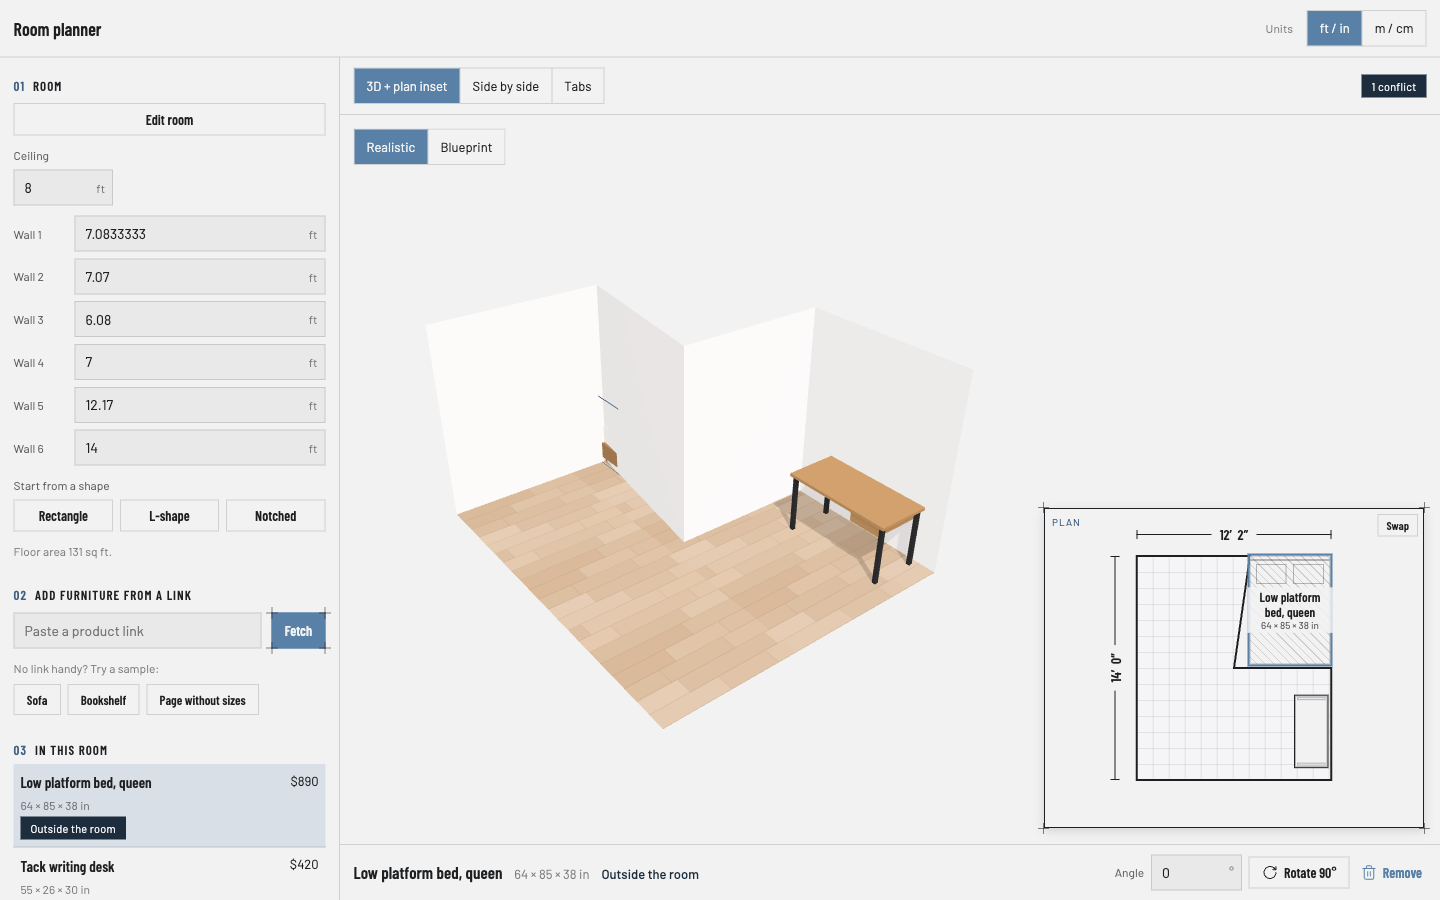 Room planner
Units
ft / in
m / cm
01 ROOM
Edit room
Ceiling
8 ft
Wall 1 7.0833333 ft
Wall 2 7.07 ft
Wall 3 6.08 ft
Wall 4 7 ft
Wall 5 12.17 ft
Wall 6 14 ft
Start from a shape
Rectangle
L-shape
Notched
Floor area 131 sq ft.
02 ADD FURNITURE FROM A LINK
Paste a product link
Fetch
No link handy? Try a sample:
Sofa
Bookshelf
Page without sizes
03 IN THIS ROOM
Low platform bed, queen $890
64 × 85 × 38 in
Outside the room
Tack writing desk $420
55 × 26 × 30 in
3D + plan inset
Side by side
Tabs
1 conflict
Realistic
Blueprint
PLAN
Swap
12′ 2″
14′ 0″
Low platform
bed, queen
64 × 85 × 38 in
Low platform bed, queen 64 × 85 × 38 in Outside the room
Angle 0 °
Rotate 90°
Remove